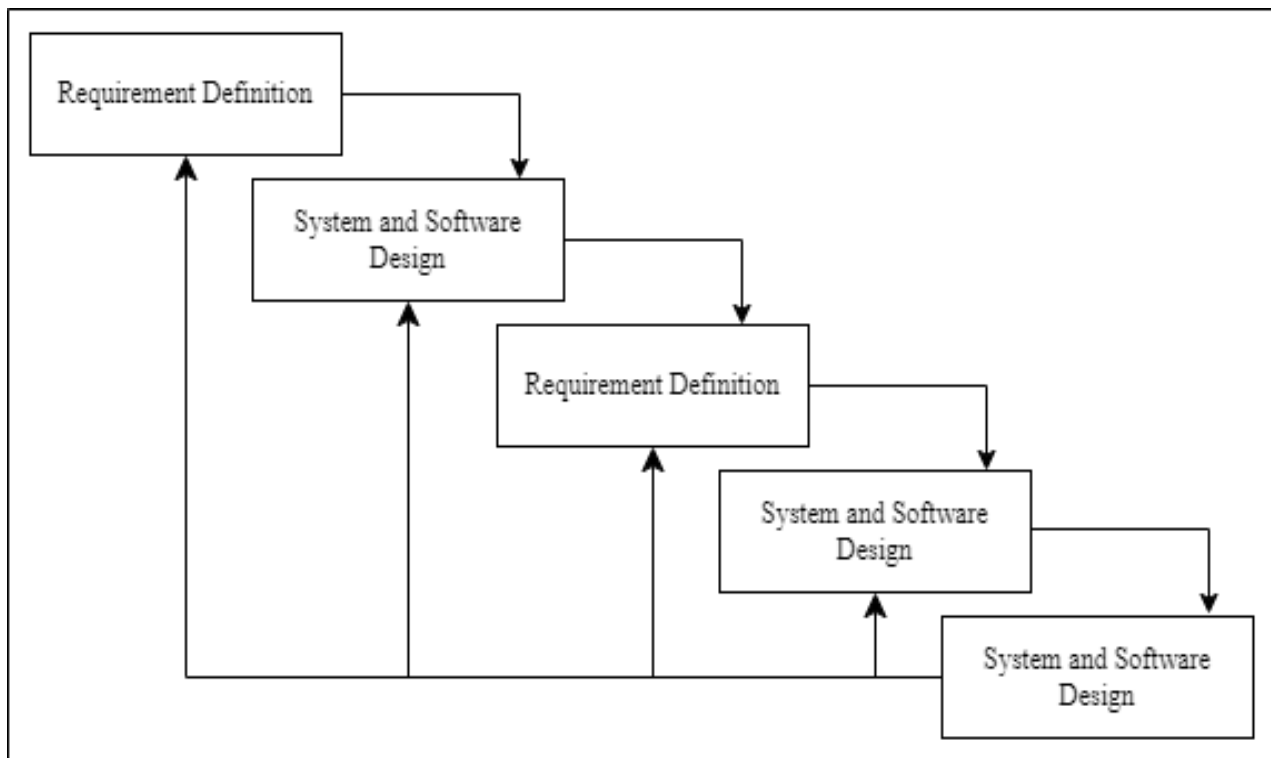 Requirement Definition
System and Software
Design
Requirement Definition
System and Software
Design
System and Software
Design